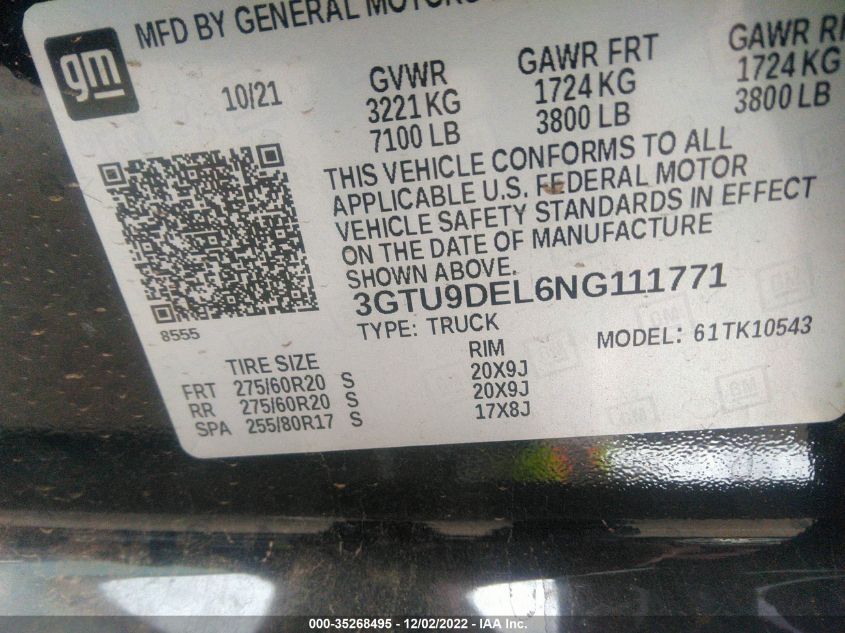 MFD BY GENERAL MOTORS
gm
10/21
GVWR
3221 KG
7100 LB
GAWR FRT
1724 KG
3800 LB
GAWR
1724 KG
3800 LB
THIS VEHICLE CONFORMS TO ALL
APPLICABLE U.S. FEDERAL MOTOR
VEHICLE SAFETY STANDARDS IN EFFECT
ON THE DATE OF MANUFACTURE
SHOWN ABOVE.
3GTU9DEL6NG111771
8555
TYPE: TRUCK
MODEL: 61TK10543
TIRE SIZE RIM
FRT 275/60R20 S 20X9J
RR 275/60R20 S 20X9J
SPA 255/80R17 S 17X8J
000-35268495 - 12/02/2022 - IAA Inc.